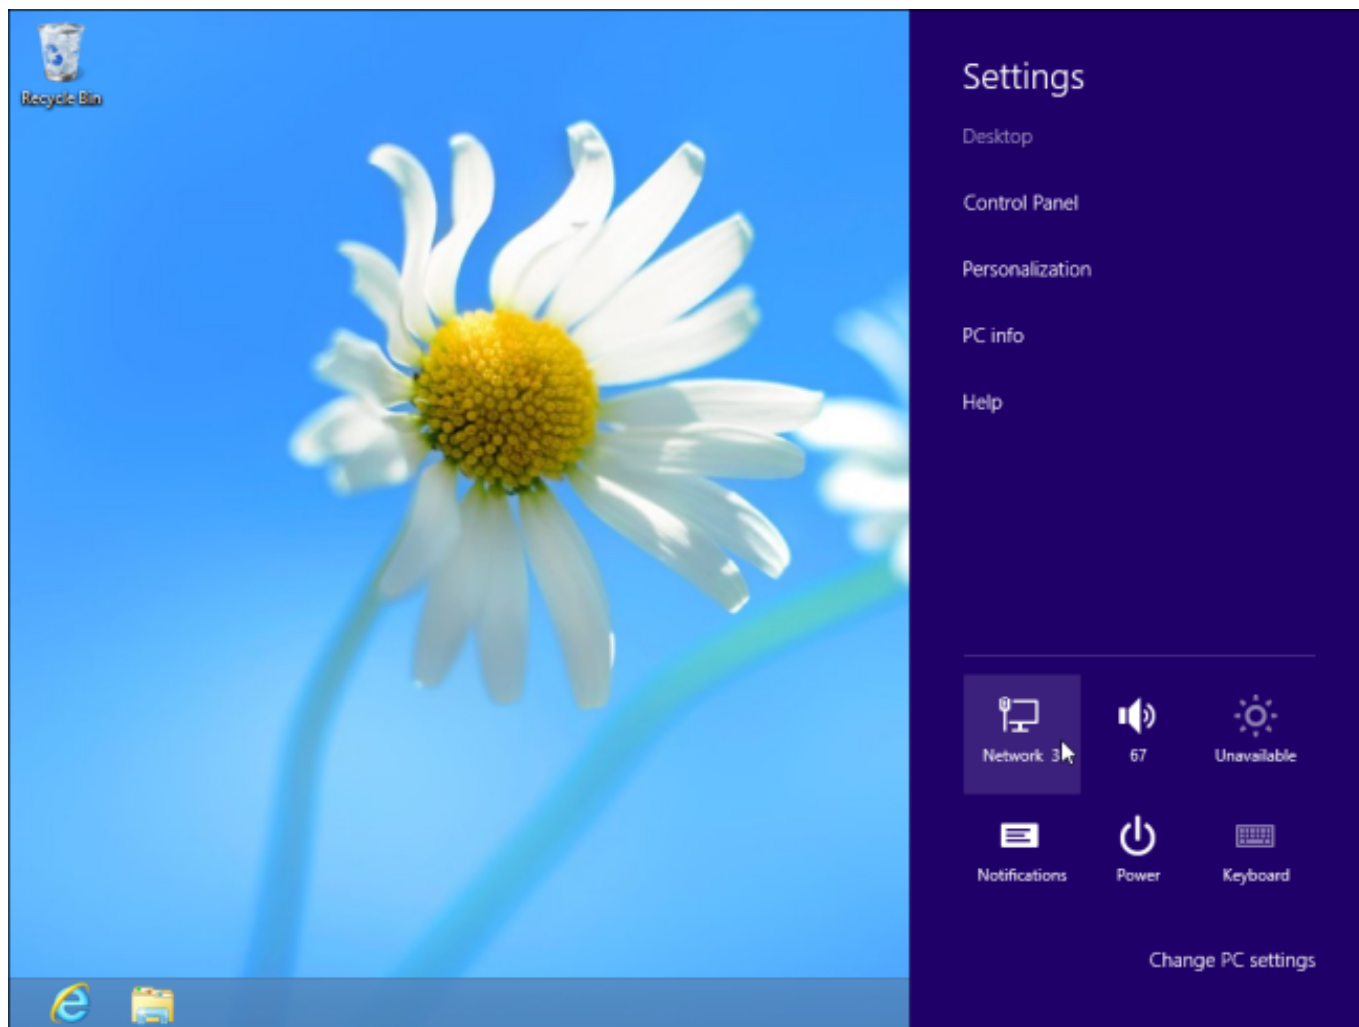 Recycle Bin
Settings
Desktop
Control Panel
Personalization
PC info
Help
Network 3
67
Unavailable
Notifications
Power
Keyboard
Change PC settings